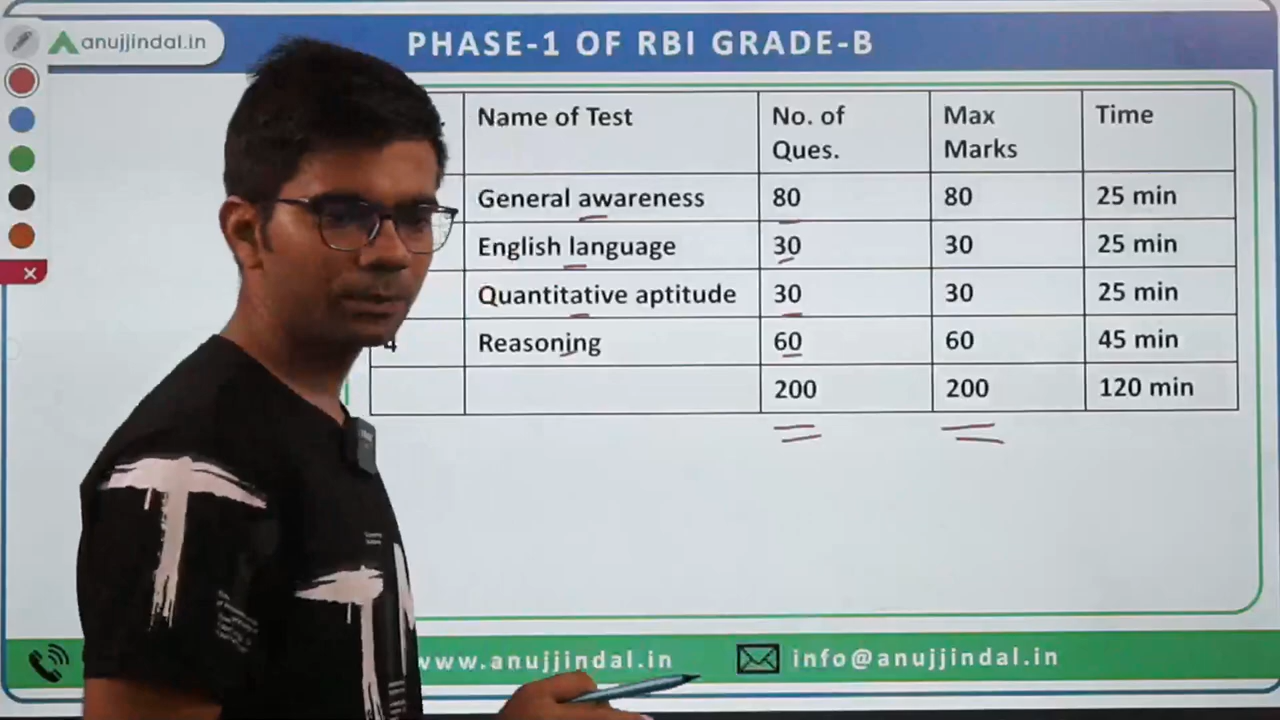 anujjindal.in
PHASE-1 OF RBI GRADE-B
Name of Test No. of Ques. Max Marks Time
General awareness 80 80 25 min
English language 30 30 25 min
Quantitative aptitude 30 30 25 min
4 Reasoning 60 60 45 min
200 200 120 min
www.anujjindal.in info@anujjindal.in